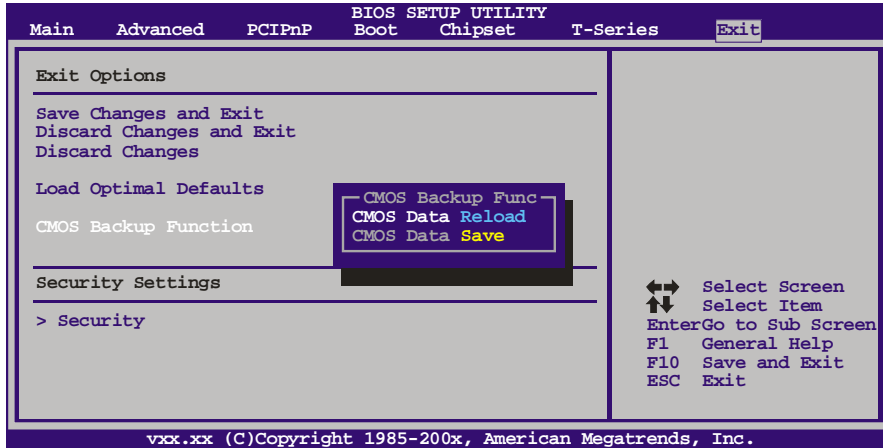 BIOS SETUP UTILITY
Main Advanced PCIPnP Boot Chipset T-Series Exit
Exit Options
Save Changes and Exit
Discard Changes and Exit
Discard Changes
Load Optimal Defaults
CMOS Backup Function
CMOS Backup Func
CMOS Data Reload
CMOS Data Save
Security Settings
> Security
Select Screen
Select Item
EnterGo to Sub Screen
F1 General Help
F10 Save and Exit
ESC Exit
vxx.xx (C)Copyright 1985-200x, American Megatrends, Inc.